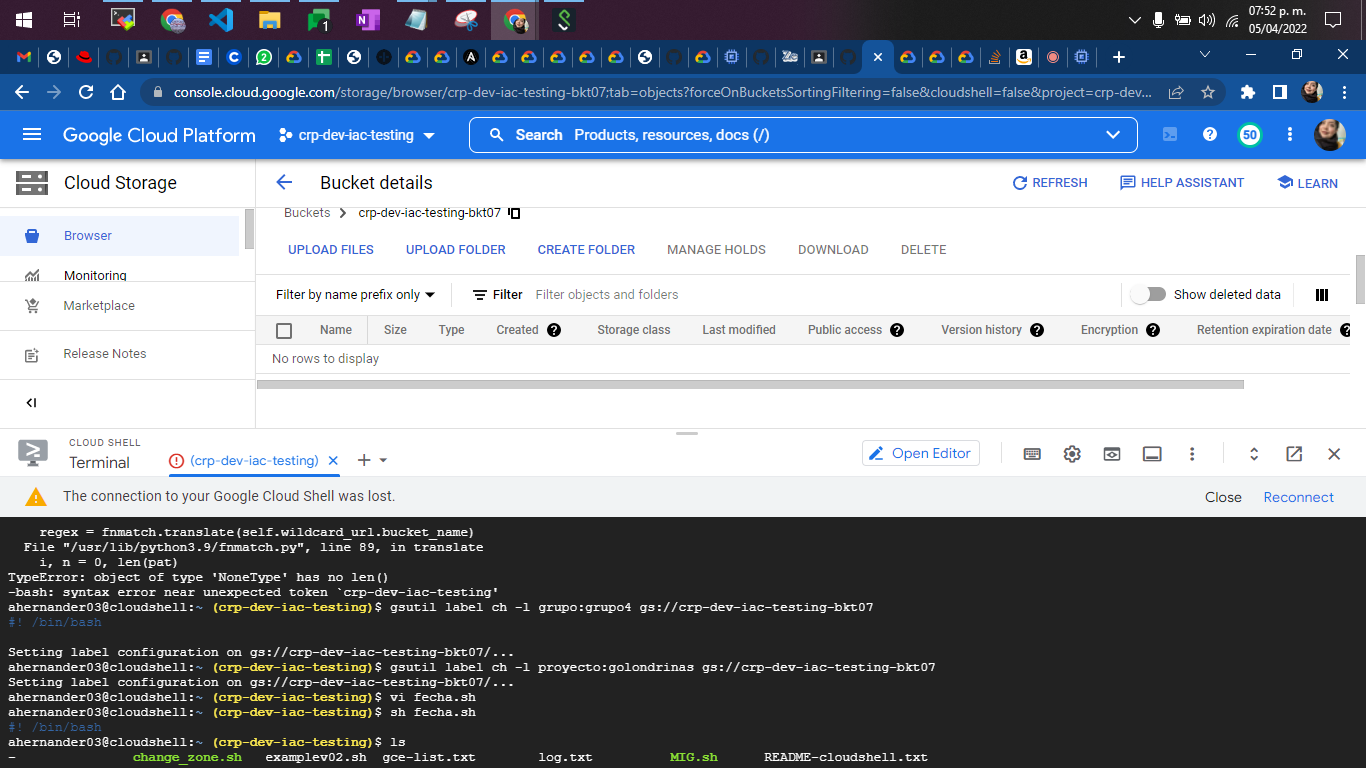 07:52 p. m.
05/04/2022
console.cloud.google.com/storage/browser/crp-dev-iac-testing-bkt07;tab=objects?forceOnBucketsSortingFiltering=false&cloudshell=false&project=crp-dev...
Google Cloud Platform
crp-dev-iac-testing
Search Products, resources, docs (/)
50
Cloud Storage
Bucket details
REFRESH
HELP ASSISTANT
LEARN
Buckets
crp-dev-iac-testing-bkt07
Browser
Monitoring
Marketplace
Release Notes
UPLOAD FILES
UPLOAD FOLDER
CREATE FOLDER
MANAGE HOLDS
DOWNLOAD
DELETE
Filter by name prefix only
Filter
Filter objects and folders
Show deleted data
Name
Size
Type
Created
Storage class
Last modified
Public access
Version history
Encryption
Retention expiration date
No rows to display
CLOUD SHELL
Terminal
(crp-dev-iac-testing)
Open Editor
The connection to your Google Cloud Shell was lost.
Close
Reconnect
regex = fnmatch.translate(self.wildcard_url.bucket_name)
File "/usr/lib/python3.9/fnmatch.py", line 89, in translate
i, n = 0, len(pat)
TypeError: object of type 'NoneType' has no len()
-bash: syntax error near unexpected token `crp-dev-iac-testing'
ahernander03@cloudshell:~ (crp-dev-iac-testing)$ gsutil label ch -l grupo:grupo4 gs://crp-dev-iac-testing-bkt07
#! /bin/bash
Setting label configuration on gs://crp-dev-iac-testing-bkt07/...
ahernander03@cloudshell:~ (crp-dev-iac-testing)$ gsutil label ch -l proyecto:golondrinas gs://crp-dev-iac-testing-bkt07
Setting label configuration on gs://crp-dev-iac-testing-bkt07/...
ahernander03@cloudshell:~ (crp-dev-iac-testing)$ vi fecha.sh
ahernander03@cloudshell:~ (crp-dev-iac-testing)$ sh fecha.sh
#! /bin/bash
ahernander03@cloudshell:~ (crp-dev-iac-testing)$ ls
- change_zone.sh examplev02.sh gce-list.txt log.txt MIG.sh README-cloudshell.txt